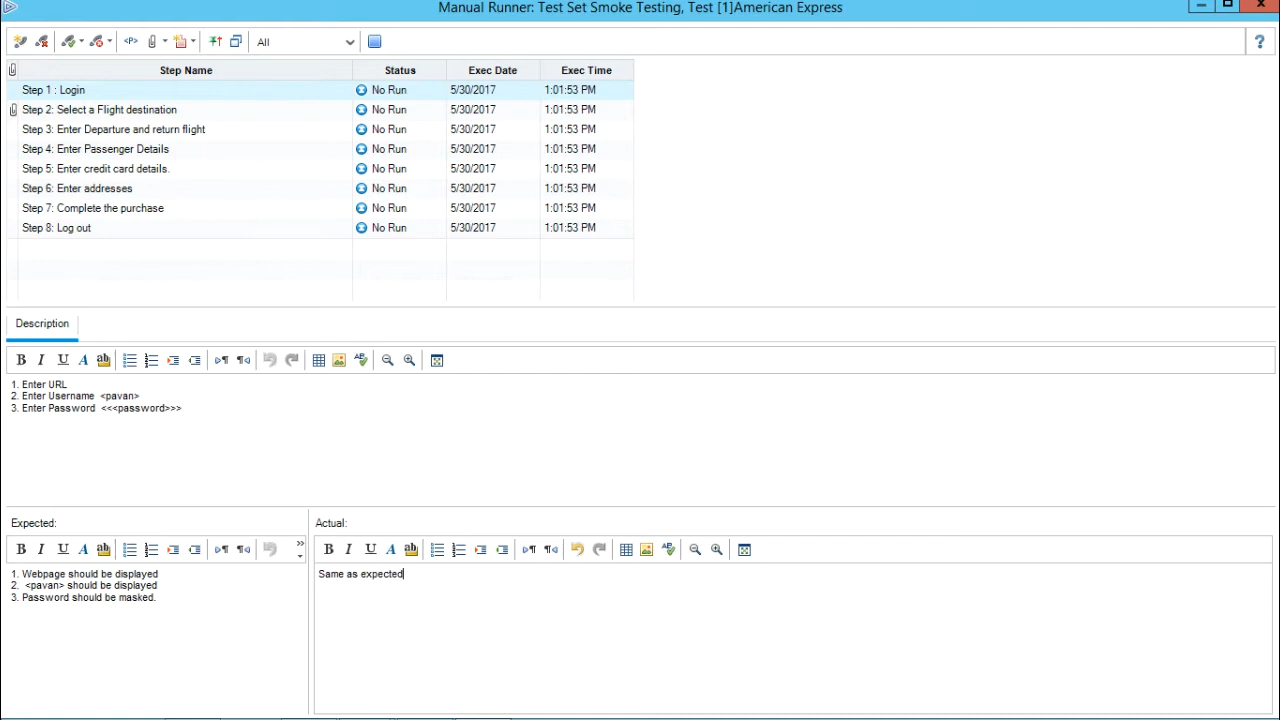 Manual Runner: Test Set Smoke Testing, Test [1]American Express
<P> All ?
Step Name Status Exec Date Exec Time
Step 1 : Login No Run 5/30/2017 1:01:53 PM
Step 2: Select a Flight destination No Run 5/30/2017 1:01:53 PM
Step 3: Enter Departure and return flight No Run 5/30/2017 1:01:53 PM
Step 4: Enter Passenger Details No Run 5/30/2017 1:01:53 PM
Step 5: Enter credit card details. No Run 5/30/2017 1:01:53 PM
Step 6: Enter addresses No Run 5/30/2017 1:01:53 PM
Step 7: Complete the purchase No Run 5/30/2017 1:01:53 PM
Step 8: Log out No Run 5/30/2017 1:01:53 PM
Description
B I U A ab
1. Enter URL
2. Enter Username <pavan>
3. Enter Password <<<password>>>
Expected: Actual:
B I U A ab B I U A ab
1. Webpage should be displayed Same as expected
2. <pavan> should be displayed
3. Password should be masked.